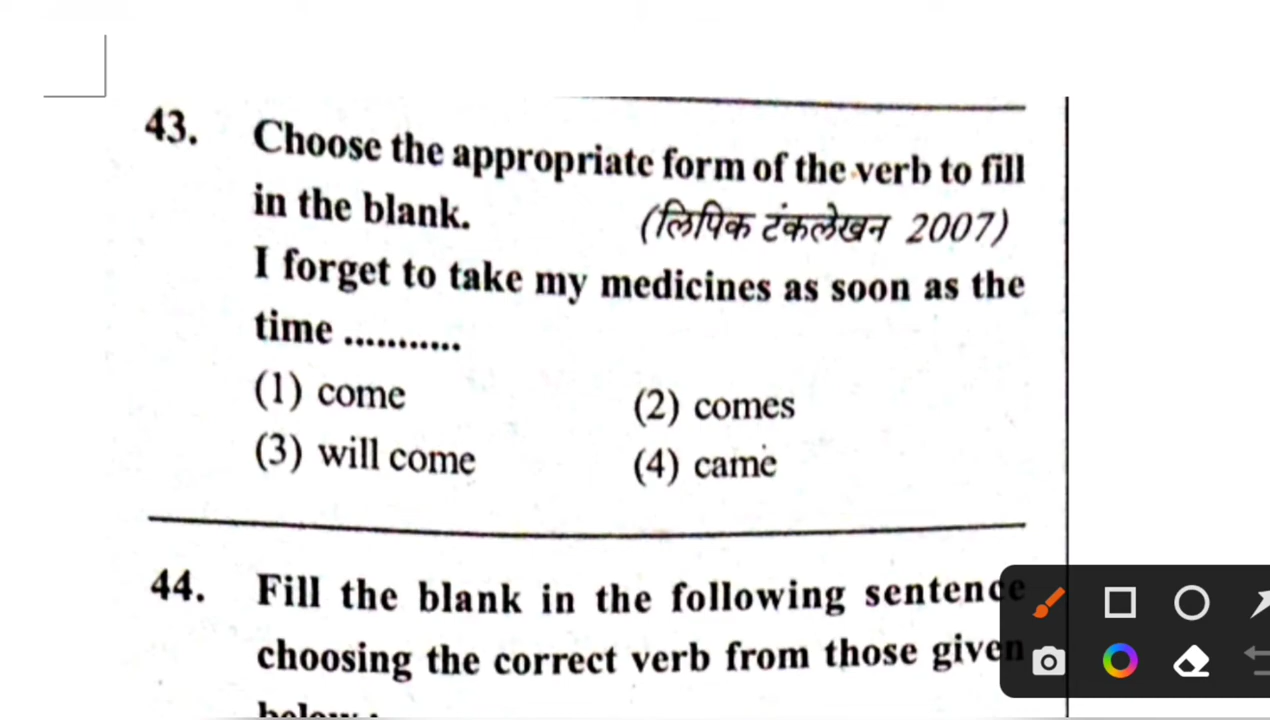 43. Choose the appropriate form of the verb to fill
in the blank. (लिपिक टंकलेखन 2007)
I forget to take my medicines as soon as the
time ...........
(1) come (2) comes
(3) will come (4) came
44. Fill the blank in the following sentence
choosing the correct verb from those given
below :